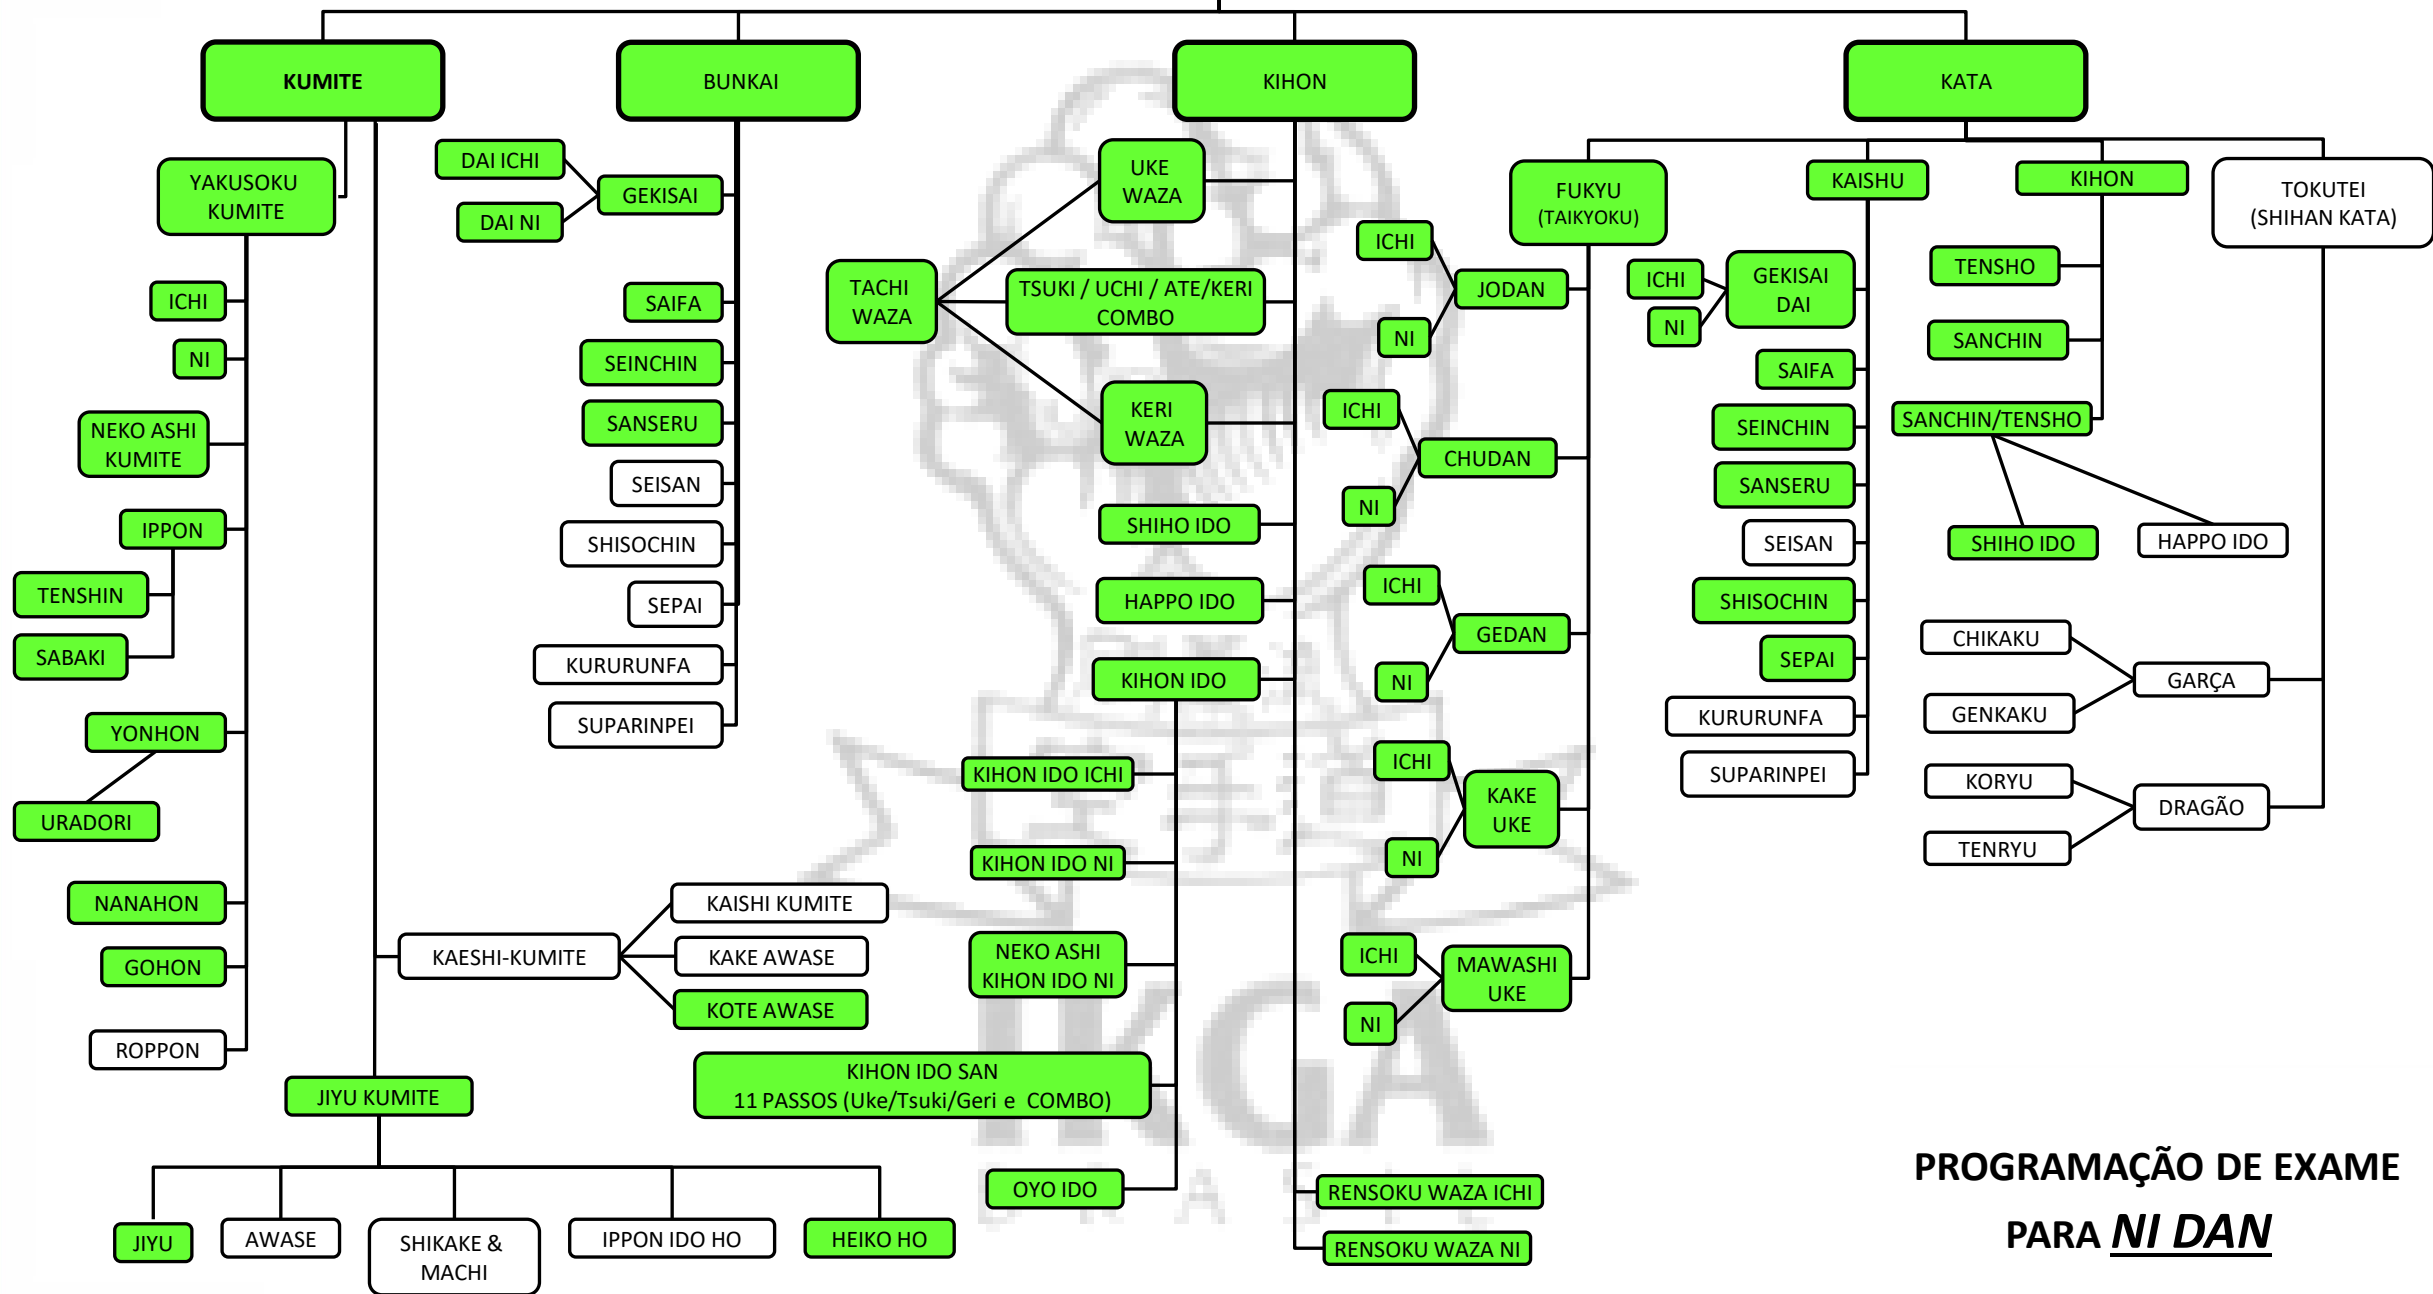 KUMITE
BUNKAI
KIHON
KATA
YAKUSOKU
KUMITE
ICHI
NI
NEKO ASHI
KUMITE
IPPON
TENSHIN
SABAKI
YONHON
URADORI
NANAHON
GOHON
ROPPON
KAESHI-KUMITE
KAISHI KUMITE
KAKE AWASE
KOTE AWASE
JIYU KUMITE
JIYU
AWASE
SHIKAKE &
MACHI
IPPON IDO HO
HEIKO HO
DAI ICHI
DAI NI
GEKISAI
SAIFA
SEINCHIN
SANSERU
SEISAN
SHISOCHIN
SEPAI
KURURUNFA
SUPARINPEI
TACHI
WAZA
UKE
WAZA
TSUKI / UCHI / ATE/KERI
COMBO
KERI
WAZA
SHIHO IDO
HAPPO IDO
KIHON IDO
KIHON IDO ICHI
KIHON IDO NI
NEKO ASHI
KIHON IDO NI
KIHON IDO SAN
11 PASSOS (Uke/Tsuki/Geri e COMBO)
OYO IDO
RENSOKU WAZA ICHI
RENSOKU WAZA NI
FUKYU
(TAIKYOKU)
ICHI
NI
JODAN
ICHI
NI
CHUDAN
ICHI
NI
GEDAN
ICHI
NI
KAKE
UKE
ICHI
NI
MAWASHI
UKE
KAISHU
ICHI
NI
GEKISAI
DAI
SAIFA
SEINCHIN
SANSERU
SEISAN
SHISOCHIN
SEPAI
KURURUNFA
SUPARINPEI
KIHON
TENSHO
SANCHIN
SANCHIN/TENSHO
SHIHO IDO
HAPPO IDO
TOKUTEI
(SHIHAN KATA)
CHIKAKU
GENKAKU
GARÇA
KORYU
TENRYU
DRAGÃO
IKGA
PROGRAMAÇÃO DE EXAME
PARA NI DAN